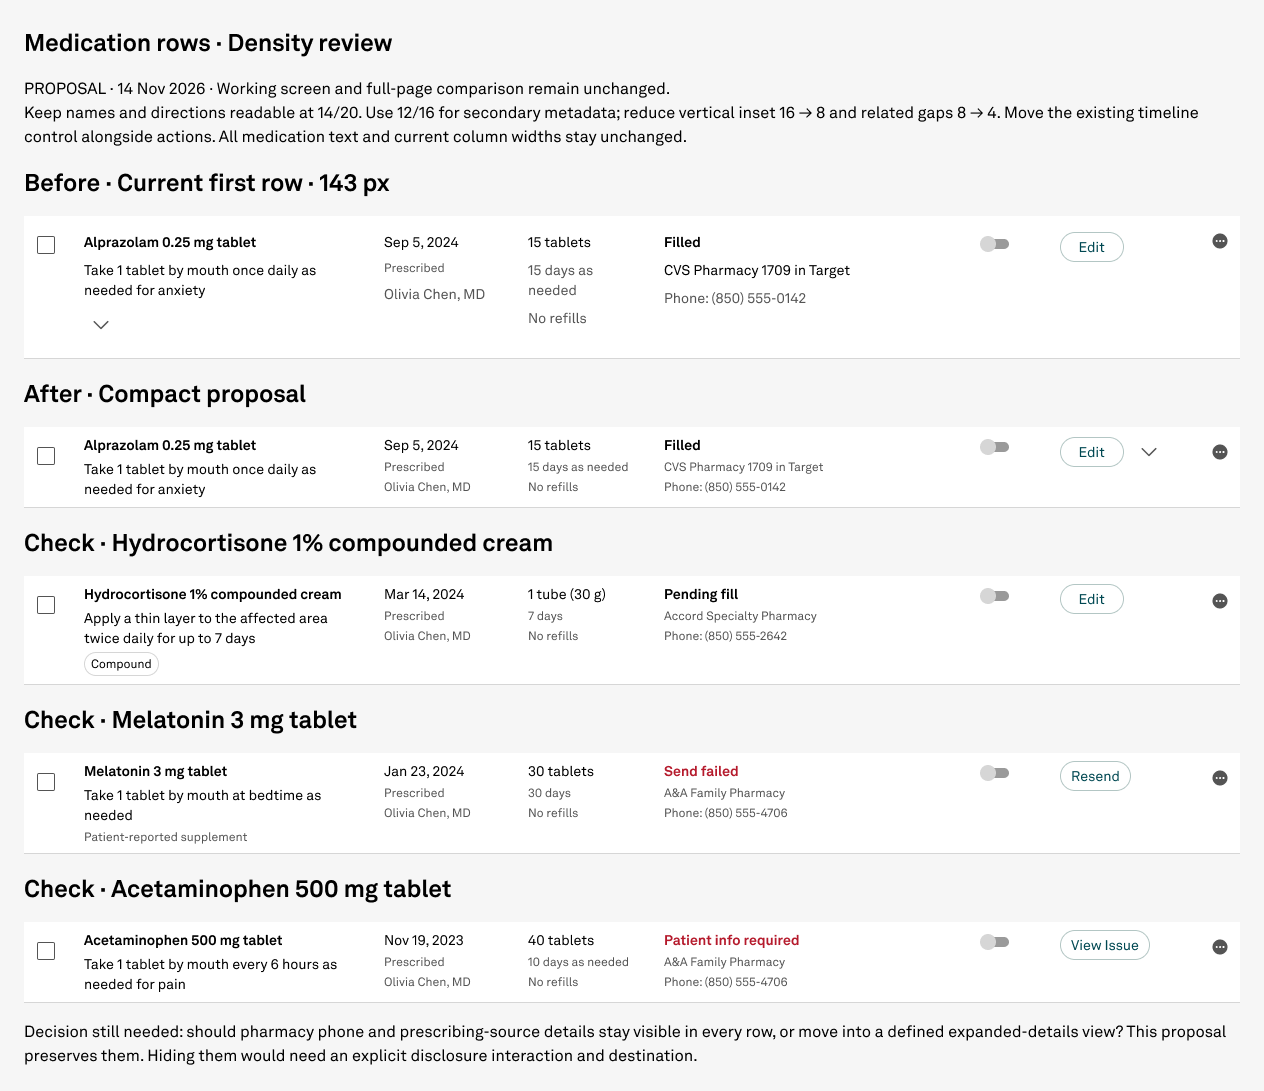 Medication rows · Density review
PROPOSAL · 14 Nov 2026 · Working screen and full-page comparison remain unchanged.
Keep names and directions readable at 14/20. Use 12/16 for secondary metadata; reduce vertical inset 16 → 8 and related gaps 8 → 4. Move the existing timeline
control alongside actions. All medication text and current column widths stay unchanged.
Before · Current first row · 143 px
Alprazolam 0.25 mg tablet
Take 1 tablet by mouth once daily as
needed for anxiety
Sep 5, 2024
Prescribed
Olivia Chen, MD
15 tablets
15 days as
needed
No refills
Filled
CVS Pharmacy 1709 in Target
Phone: (850) 555-0142
Edit
After · Compact proposal
Alprazolam 0.25 mg tablet
Take 1 tablet by mouth once daily as
needed for anxiety
Sep 5, 2024
Prescribed
Olivia Chen, MD
15 tablets
15 days as needed
No refills
Filled
CVS Pharmacy 1709 in Target
Phone: (850) 555-0142
Edit
Check · Hydrocortisone 1% compounded cream
Hydrocortisone 1% compounded cream
Apply a thin layer to the affected area
twice daily for up to 7 days
Compound
Mar 14, 2024
Prescribed
Olivia Chen, MD
1 tube (30 g)
7 days
No refills
Pending fill
Accord Specialty Pharmacy
Phone: (850) 555-2642
Edit
Check · Melatonin 3 mg tablet
Melatonin 3 mg tablet
Take 1 tablet by mouth at bedtime as
needed
Patient-reported supplement
Jan 23, 2024
Prescribed
Olivia Chen, MD
30 tablets
30 days
No refills
Send failed
A&A Family Pharmacy
Phone: (850) 555-4706
Resend
Check · Acetaminophen 500 mg tablet
Acetaminophen 500 mg tablet
Take 1 tablet by mouth every 6 hours as
needed for pain
Nov 19, 2023
Prescribed
Olivia Chen, MD
40 tablets
10 days as needed
No refills
Patient info required
A&A Family Pharmacy
Phone: (850) 555-4706
View Issue
Decision still needed: should pharmacy phone and prescribing-source details stay visible in every row, or move into a defined expanded-details view? This proposal
preserves them. Hiding them would need an explicit disclosure interaction and destination.